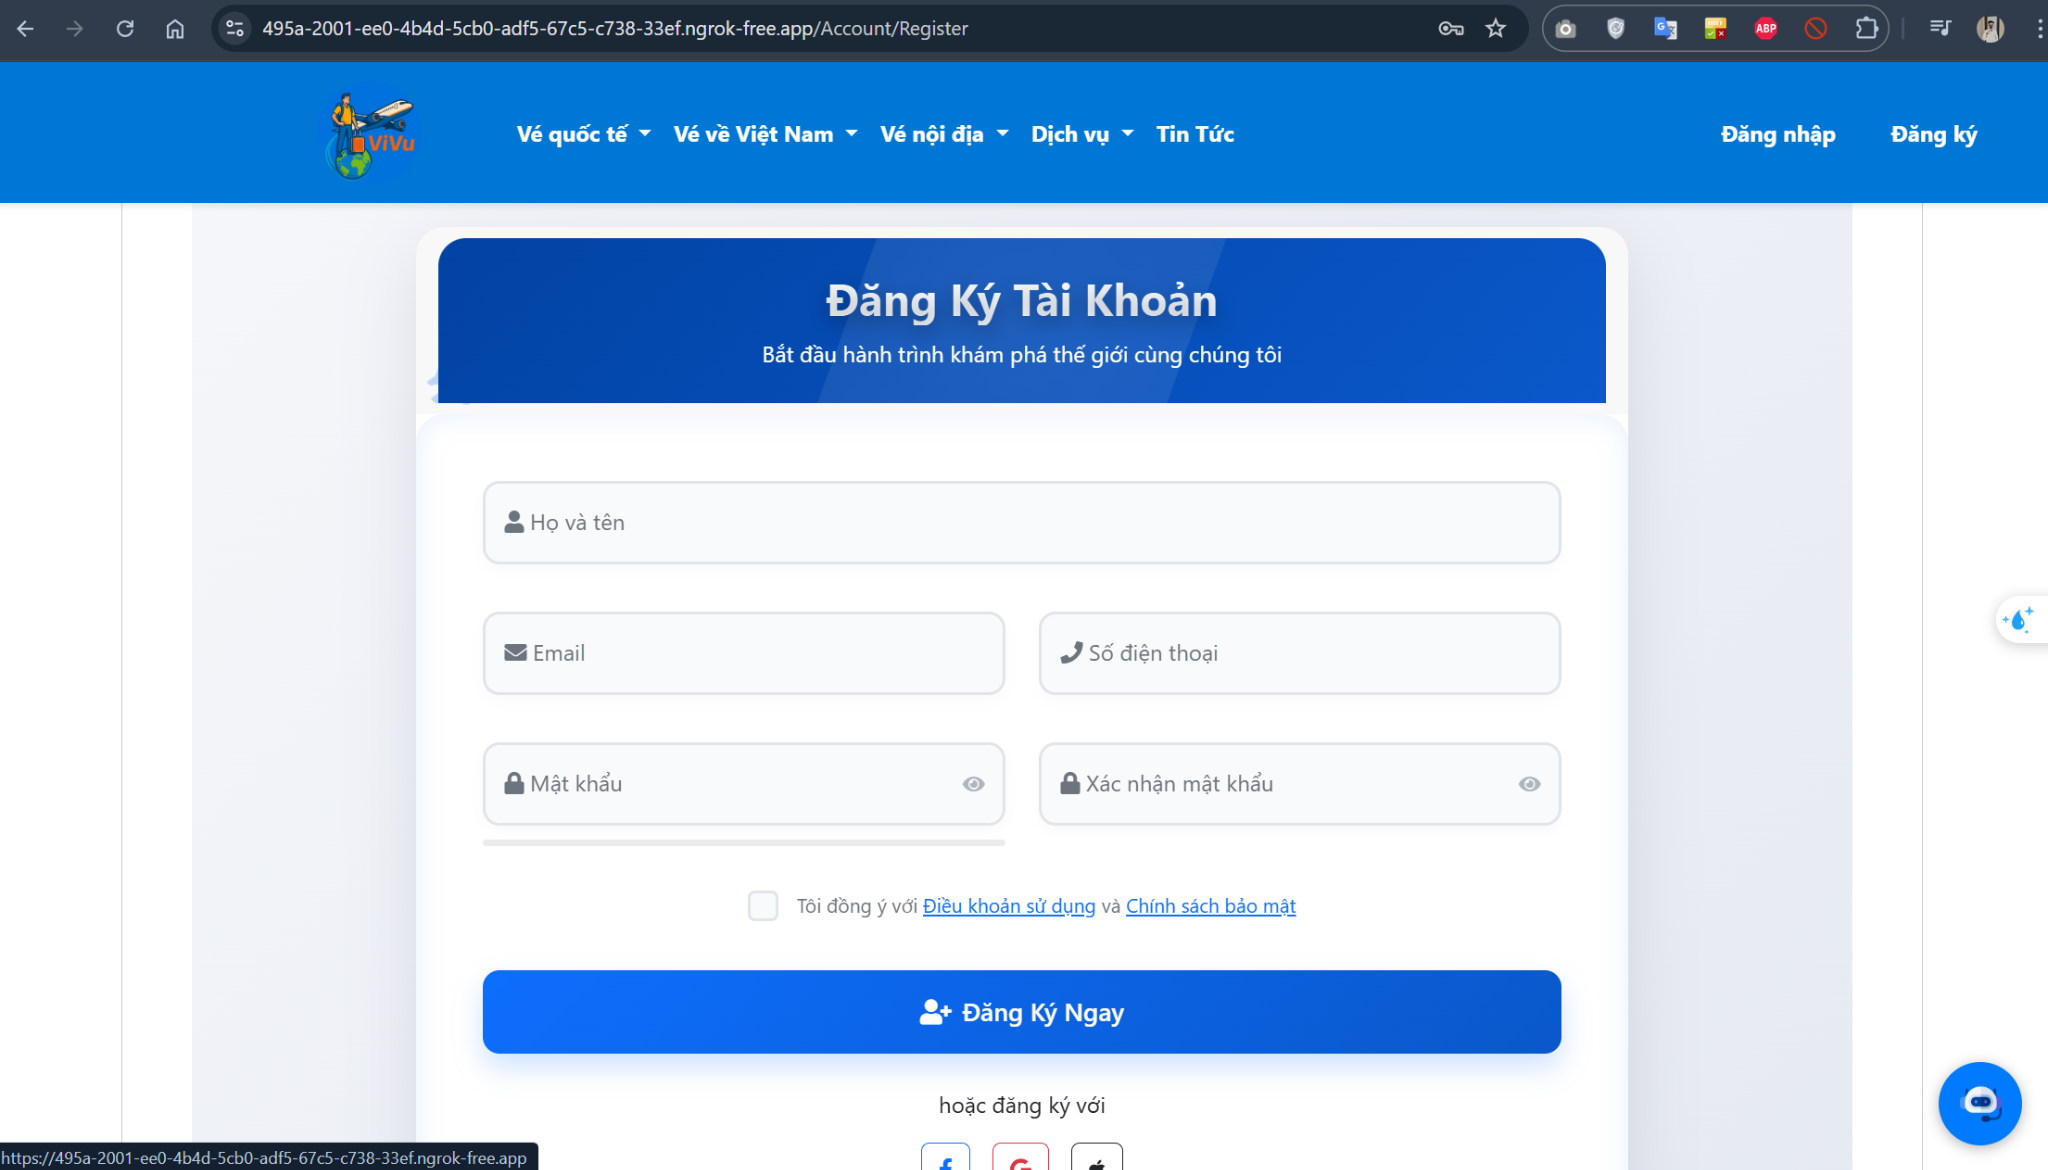 495a-2001-ee0-4b4d-5cb0-adf5-67c5-c738-33ef.ngrok-free.app/Account/Register
ABP
ViVu
Vé quốc tế
Vé về Việt Nam
Vé nội địa
Dịch vụ
Tin Tức
Đăng nhập
Đăng ký
Đăng Ký Tài Khoản
Bắt đầu hành trình khám phá thế giới cùng chúng tôi
Họ và tên
Email
Số điện thoại
Mật khẩu
Xác nhận mật khẩu
Tôi đồng ý với Điều khoản sử dụng và Chính sách bảo mật
Đăng Ký Ngay
hoặc đăng ký với
https://495a-2001-ee0-4b4d-5cb0-adf5-67c5-c738-33ef.ngrok-free.app